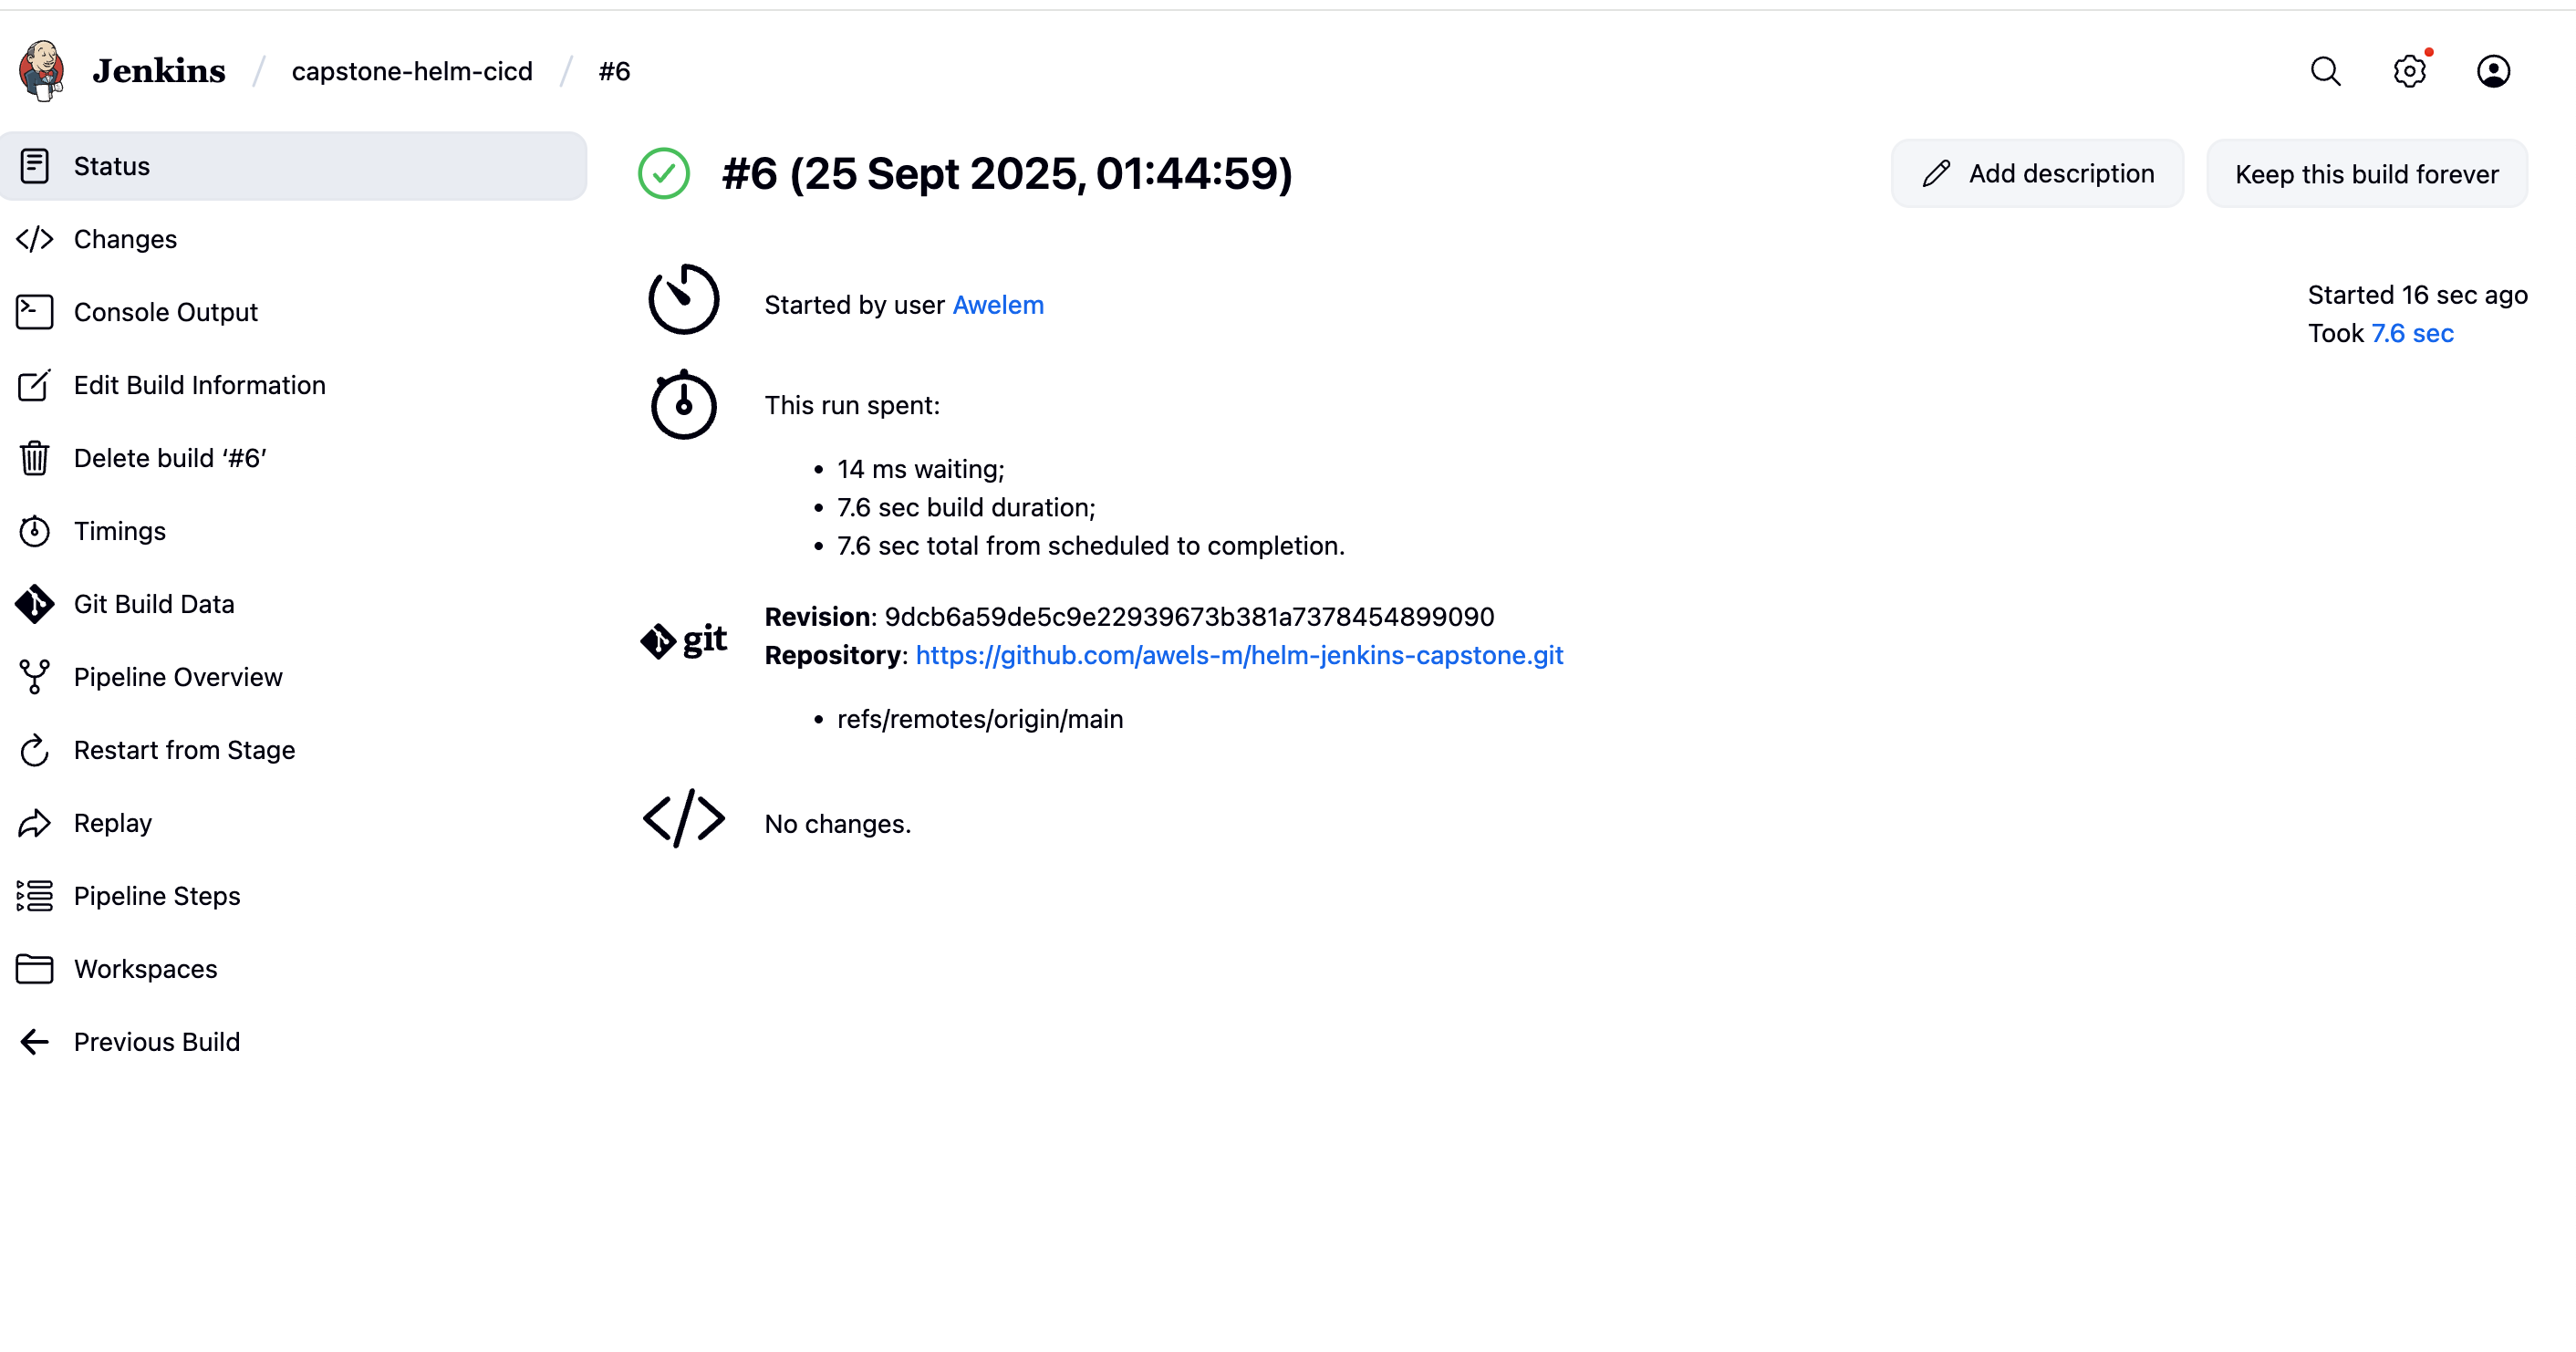 Jenkins / capstone-helm-cicd / #6
Status
Changes
Console Output
Edit Build Information
Delete build ‘#6’
Timings
Git Build Data
Pipeline Overview
Restart from Stage
Replay
Pipeline Steps
Workspaces
Previous Build
#6 (25 Sept 2025, 01:44:59)
Add description
Keep this build forever
Started by user Awelem
Started 16 sec ago
Took 7.6 sec
This run spent:
• 14 ms waiting;
• 7.6 sec build duration;
• 7.6 sec total from scheduled to completion.
git
Revision: 9dcb6a59de5c9e22939673b381a7378454899090
Repository: https://github.com/awels-m/helm-jenkins-capstone.git
• refs/remotes/origin/main
No changes.